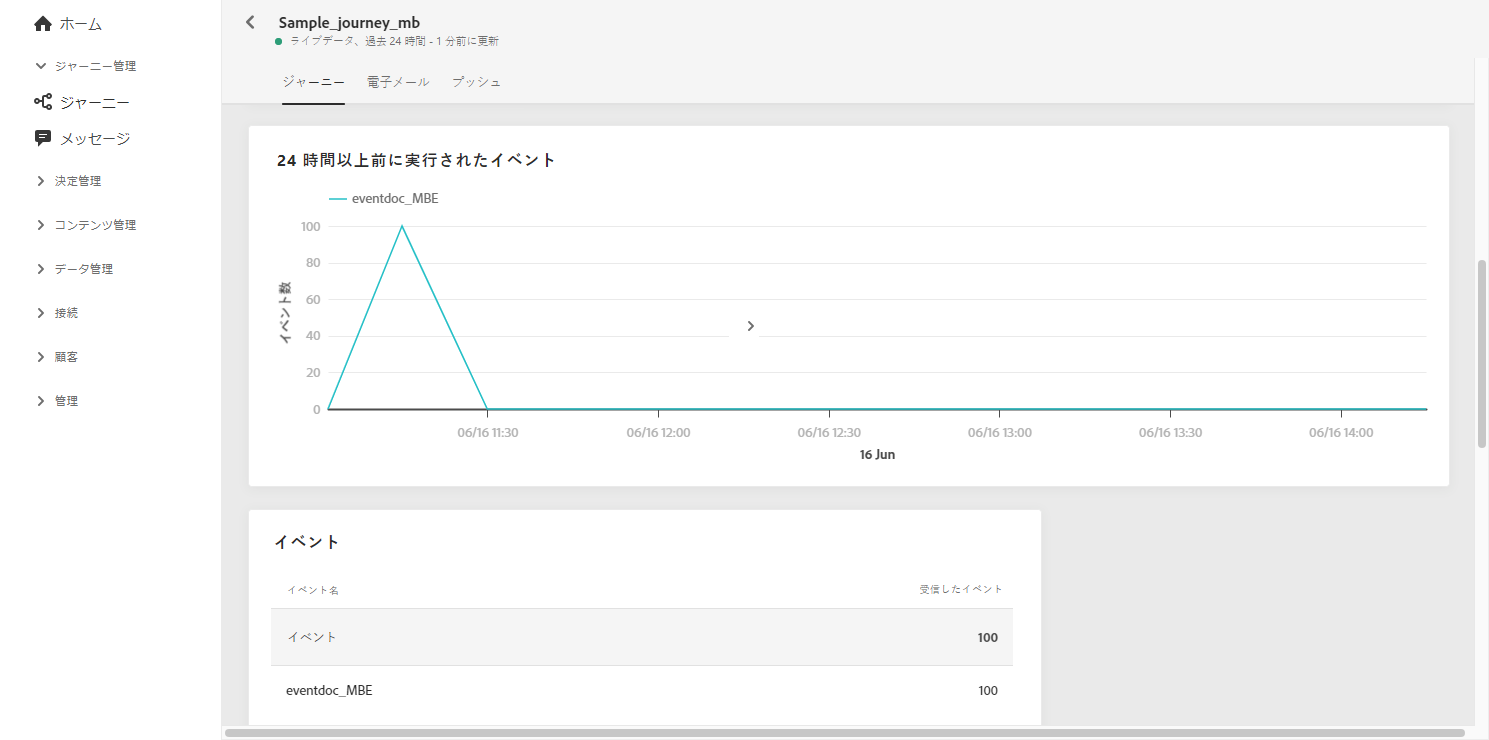 ホーム
ジャーニー管理
ジャーニー
メッセージ
決定管理
コンテンツ管理
データ管理
接続
顧客
管理
Sample_journey_mb
ライブデータ、過去 24 時間 - 1 分前に更新
ジャーニー 電子メール プッシュ
24 時間以上前に実行されたイベント
eventdoc_MBE
イベント数
100
80
60
40
20
0
06/16 11:30 06/16 12:00 06/16 12:30 06/16 13:00 06/16 13:30 06/16 14:00
16 Jun
イベント
イベント名 受信したイベント
イベント 100
eventdoc_MBE 100